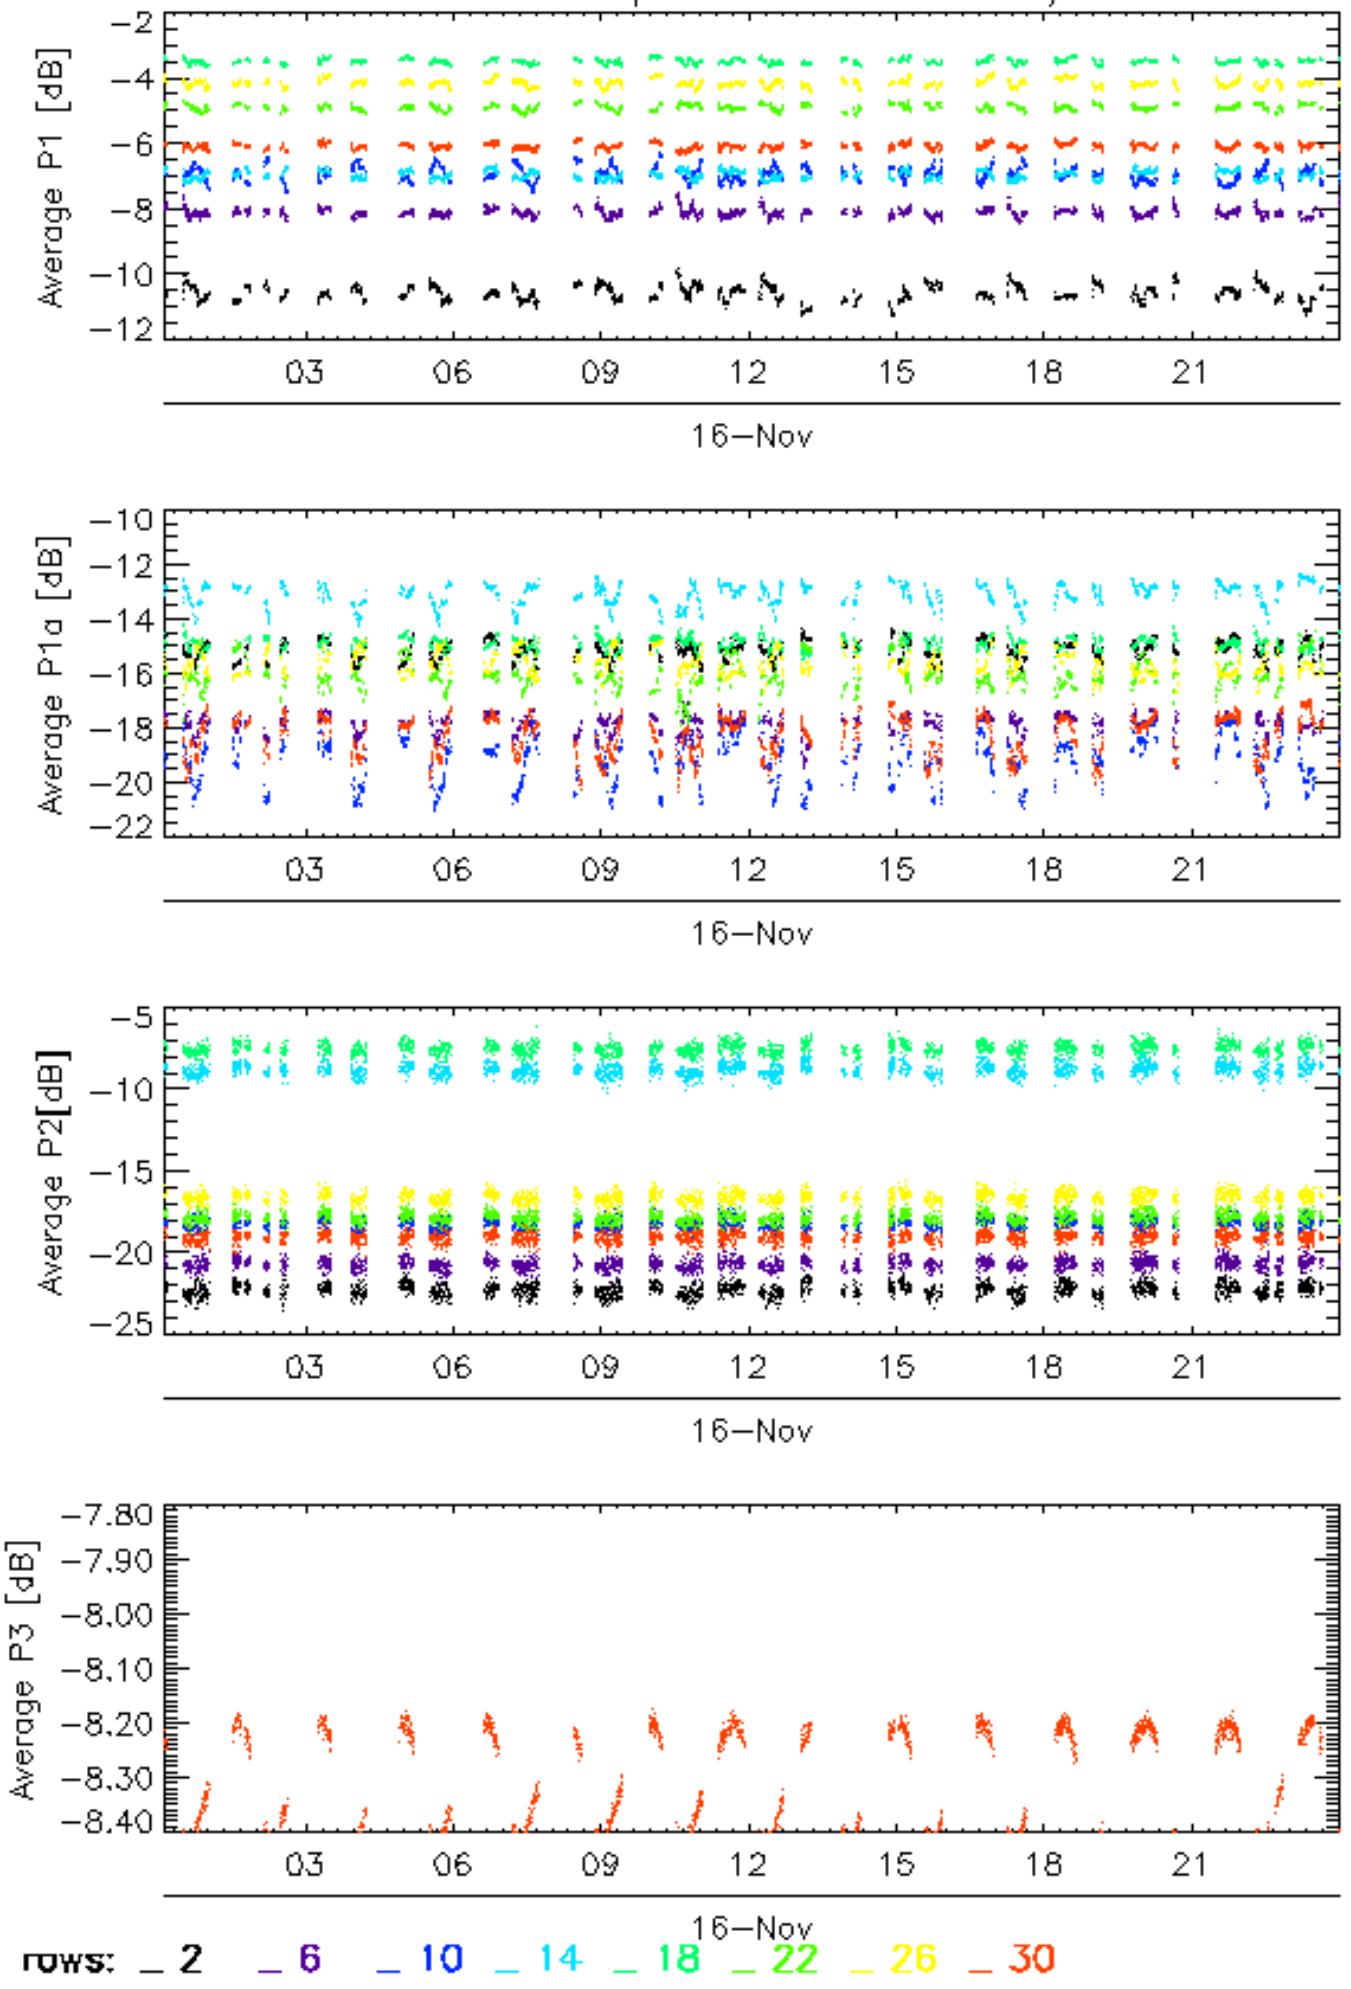 Average P1 [dB]
−2
−4
−6
−8
−10
−12
03 06 09 12 15 18 21
16−Nov
Average P1a [dB]
−10
−12
−14
−16
−18
−20
−22
03 06 09 12 15 18 21
16−Nov
Average P2[dB]
−5
−10
−15
−20
−25
03 06 09 12 15 18 21
16−Nov
Average P3 [dB]
−7.80
−7.90
−8.00
−8.10
−8.20
−8.30
−8.40
03 06 09 12 15 18 21
16−Nov
rows: _ 2 _ 6 _ 10 _ 14 _ 18 _ 22 _ 26 _ 30